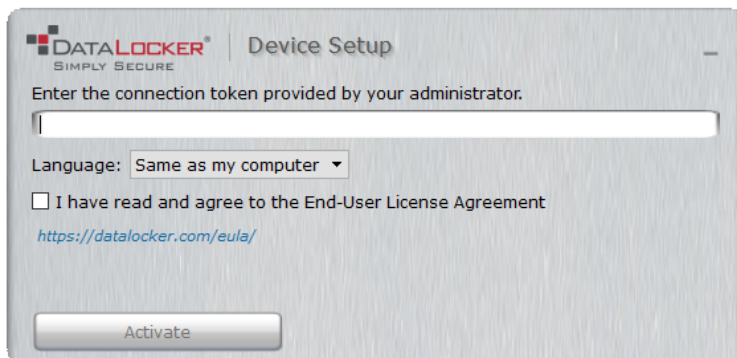 DATALOCKER® Device Setup
SIMPLY SECURE
Enter the connection token provided by your administrator.
Language: Same as my computer
I have read and agree to the End-User License Agreement
https://datalocker.com/eula/
Activate